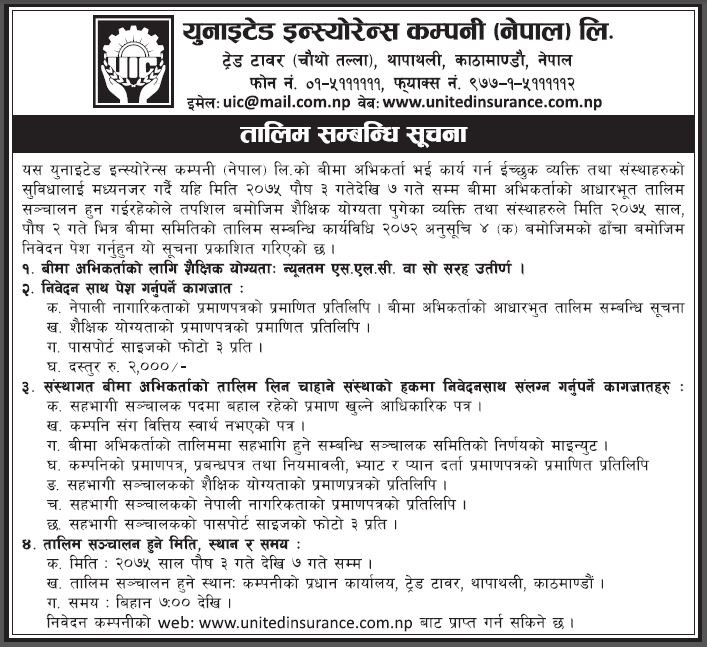 युनाइटेड इन्स्योरेन्स कम्पनी (नेपाल) लि.
UIC
ट्रेड टावर (चौथो तल्ला), थापाथली, काठामाण्डौ, नेपाल
फोन नं. ०१-५१११११११, फ्याक्स नं. ९७७-१-५११११११२
इमेल: uic@mail.com.np वेब: www.unitedinsurance.com.np
तालिम सम्बन्धि सूचना
यस युनाइटेड इन्स्योरेन्स कम्पनी (नेपाल) लि.को बीमा अभिकर्ता भई कार्य गर्न ईच्छुक व्यक्ति तथा संस्थाहरुको
सुविधालाई मध्यनजर गर्दै यहि मिति २०७५ पौष ३ गतेदेखि ७ गते सम्म बीमा अभिकर्ताको आधारभूत तालिम
सञ्चालन हुन गईरहेकोले तपशिल बमोजिम शैक्षिक योग्यता पुगेका व्यक्ति तथा संस्थाहरुले मिति २०७५ साल,
पौष २ गते भित्र बीमा समितिको तालिम सम्बन्धि कार्यविधि २०७२ अनुसूचि ४ (क) बमोजिमको ढाँचा बमोजिम
निवेदन पेश गर्नुहुन यो सूचना प्रकाशित गरिएको छ ।
१. बीमा अभिकर्ताको लागि शैक्षिक योग्यताः न्यूनतम एस.एल.सी. वा सो सरह उतीर्ण ।
२. निवेदन साथ पेश गर्नुपर्ने कागजात :
क. नेपाली नागारिकताको प्रमाणपत्रको प्रमाणित प्रतिलिपि । बीमा अभिकर्ताको आधारभुत तालिम सम्बन्धि सूचना
ख. शैक्षिक योग्यताको प्रमाणपत्रको प्रमाणित प्रतिलिपि ।
ग. पासपोर्ट साइजको फोटो ३ प्रति ।
घ. दस्तुर रु. २,०००/-
३. संस्थागत बीमा अभिकर्ताको तालिम लिन चाहाने संस्थाको हकमा निवेदनसाथ संलग्न गर्नुपर्ने कागजातहरु :
क. सहभागी सञ्चालक पदमा बहाल रहेको प्रमाण खुल्ने आधिकारिक पत्र ।
ख. कम्पनि संग वित्तिय स्वार्थ नभएको पत्र ।
ग. बीमा अभिकर्ताको तालिममा सहभागि हुने सम्बन्धि सञ्चालक समितिको निर्णयको माइन्युट ।
घ. कम्पनिको प्रमाणपत्र, प्रबन्धपत्र तथा नियमावली, भ्याट र प्यान दर्ता प्रमाणपत्रको प्रमाणित प्रतिलिपि
ङ. सहभागी सञ्चालकको शैक्षिक योग्यताको प्रमाणप्रत्रको प्रतिलिपि ।
च. सहभागी सञ्चालकको नेपाली नागरिकताको प्रमाणपत्रको प्रतिलिपि ।
छ. सहभागी सञ्चालकको पासपोर्ट साइजको फोटो ३ प्रति ।
४. तालिम सञ्चालन हुने मिति, स्थान र समय :
क. मिति : २०७५ साल पौष ३ गते देखि ७ गते सम्म ।
ख. तालिम सञ्चालन हुने स्थानः कम्पनीको प्रधान कार्यालय, ट्रेड टावर, थापाथली, काठमाण्डौं ।
ग. समय : बिहान ७:०० देखि ।
निवेदन कम्पनीको web: www.unitedinsurance.com.np बाट प्राप्त गर्न सकिने छ ।